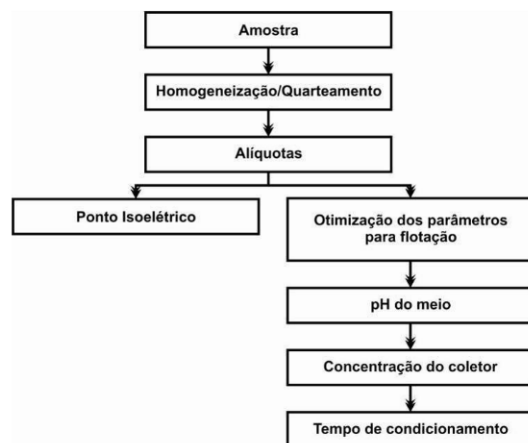 Amostra
Homogeneização/Quarteamento
Alíquotas
Ponto Isoelétrico
Otimização dos parâmetros
para flotação
pH do meio
Concentração do coletor
Tempo de condicionamento